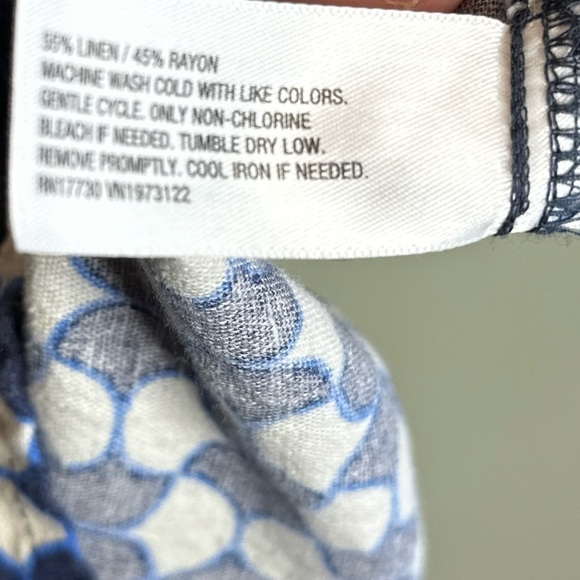 55% LINEN / 45% RAYON
MACHINE WASH COLD WITH LIKE COLORS.
GENTLE CYCLE. ONLY NON-CHLORINE
BLEACH IF NEEDED. TUMBLE DRY LOW.
REMOVE PROMPTLY. COOL IRON IF NEEDED.
RN17730 VN1973122